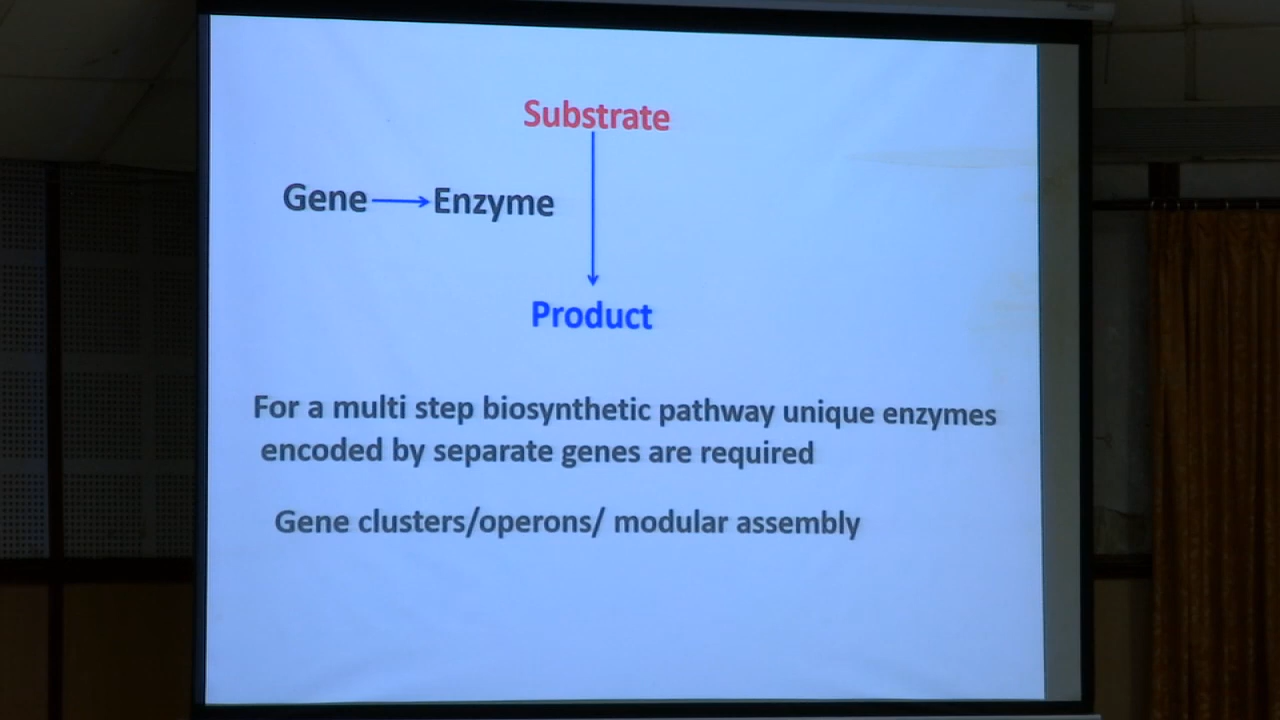 Substrate
Gene → Enzyme
Product
For a multi step biosynthetic pathway unique enzymes
encoded by separate genes are required
Gene clusters/operons/ modular assembly